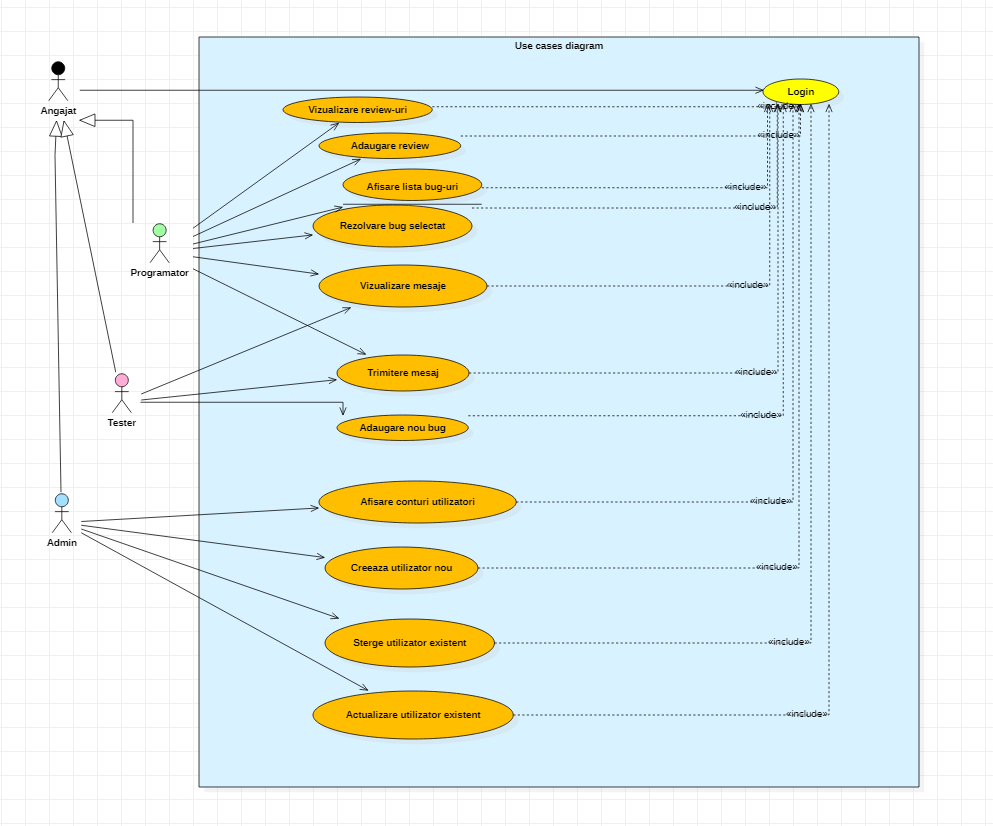 Use cases diagram
Angajat
Login
Vizualizare review-uri
«include»
Adaugare review
«include»
Afisare lista bug-uri
«include»
«include»
Rezolvare bug selectat
Programator
Vizualizare mesaje
«include»
Trimitere mesaj
«include»
Tester
Adaugare nou bug
«include»
Afisare conturi utilizatori
«include»
Admin
Creeaza utilizator nou
«include»
Sterge utilizator existent
«include»
Actualizare utilizator existent
«include»